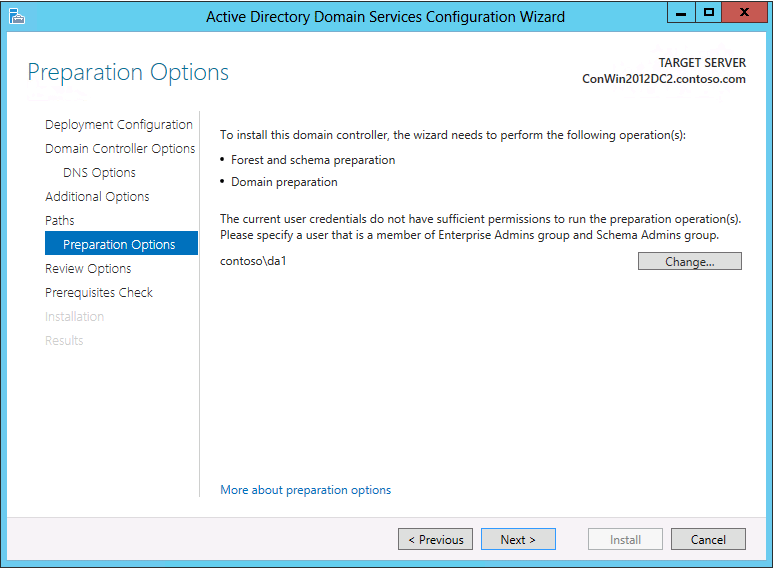 Active Directory Domain Services Configuration Wizard
Preparation Options
TARGET SERVER
ConWin2012DC2.contoso.com
Deployment Configuration
Domain Controller Options
DNS Options
Additional Options
Paths
Preparation Options
Review Options
Prerequisites Check
Installation
Results
To install this domain controller, the wizard needs to perform the following operation(s):
• Forest and schema preparation
• Domain preparation
The current user credentials do not have sufficient permissions to run the preparation operation(s).
Please specify a user that is a member of Enterprise Admins group and Schema Admins group.
contoso\da1
Change...
More about preparation options
< Previous
Next >
Install
Cancel